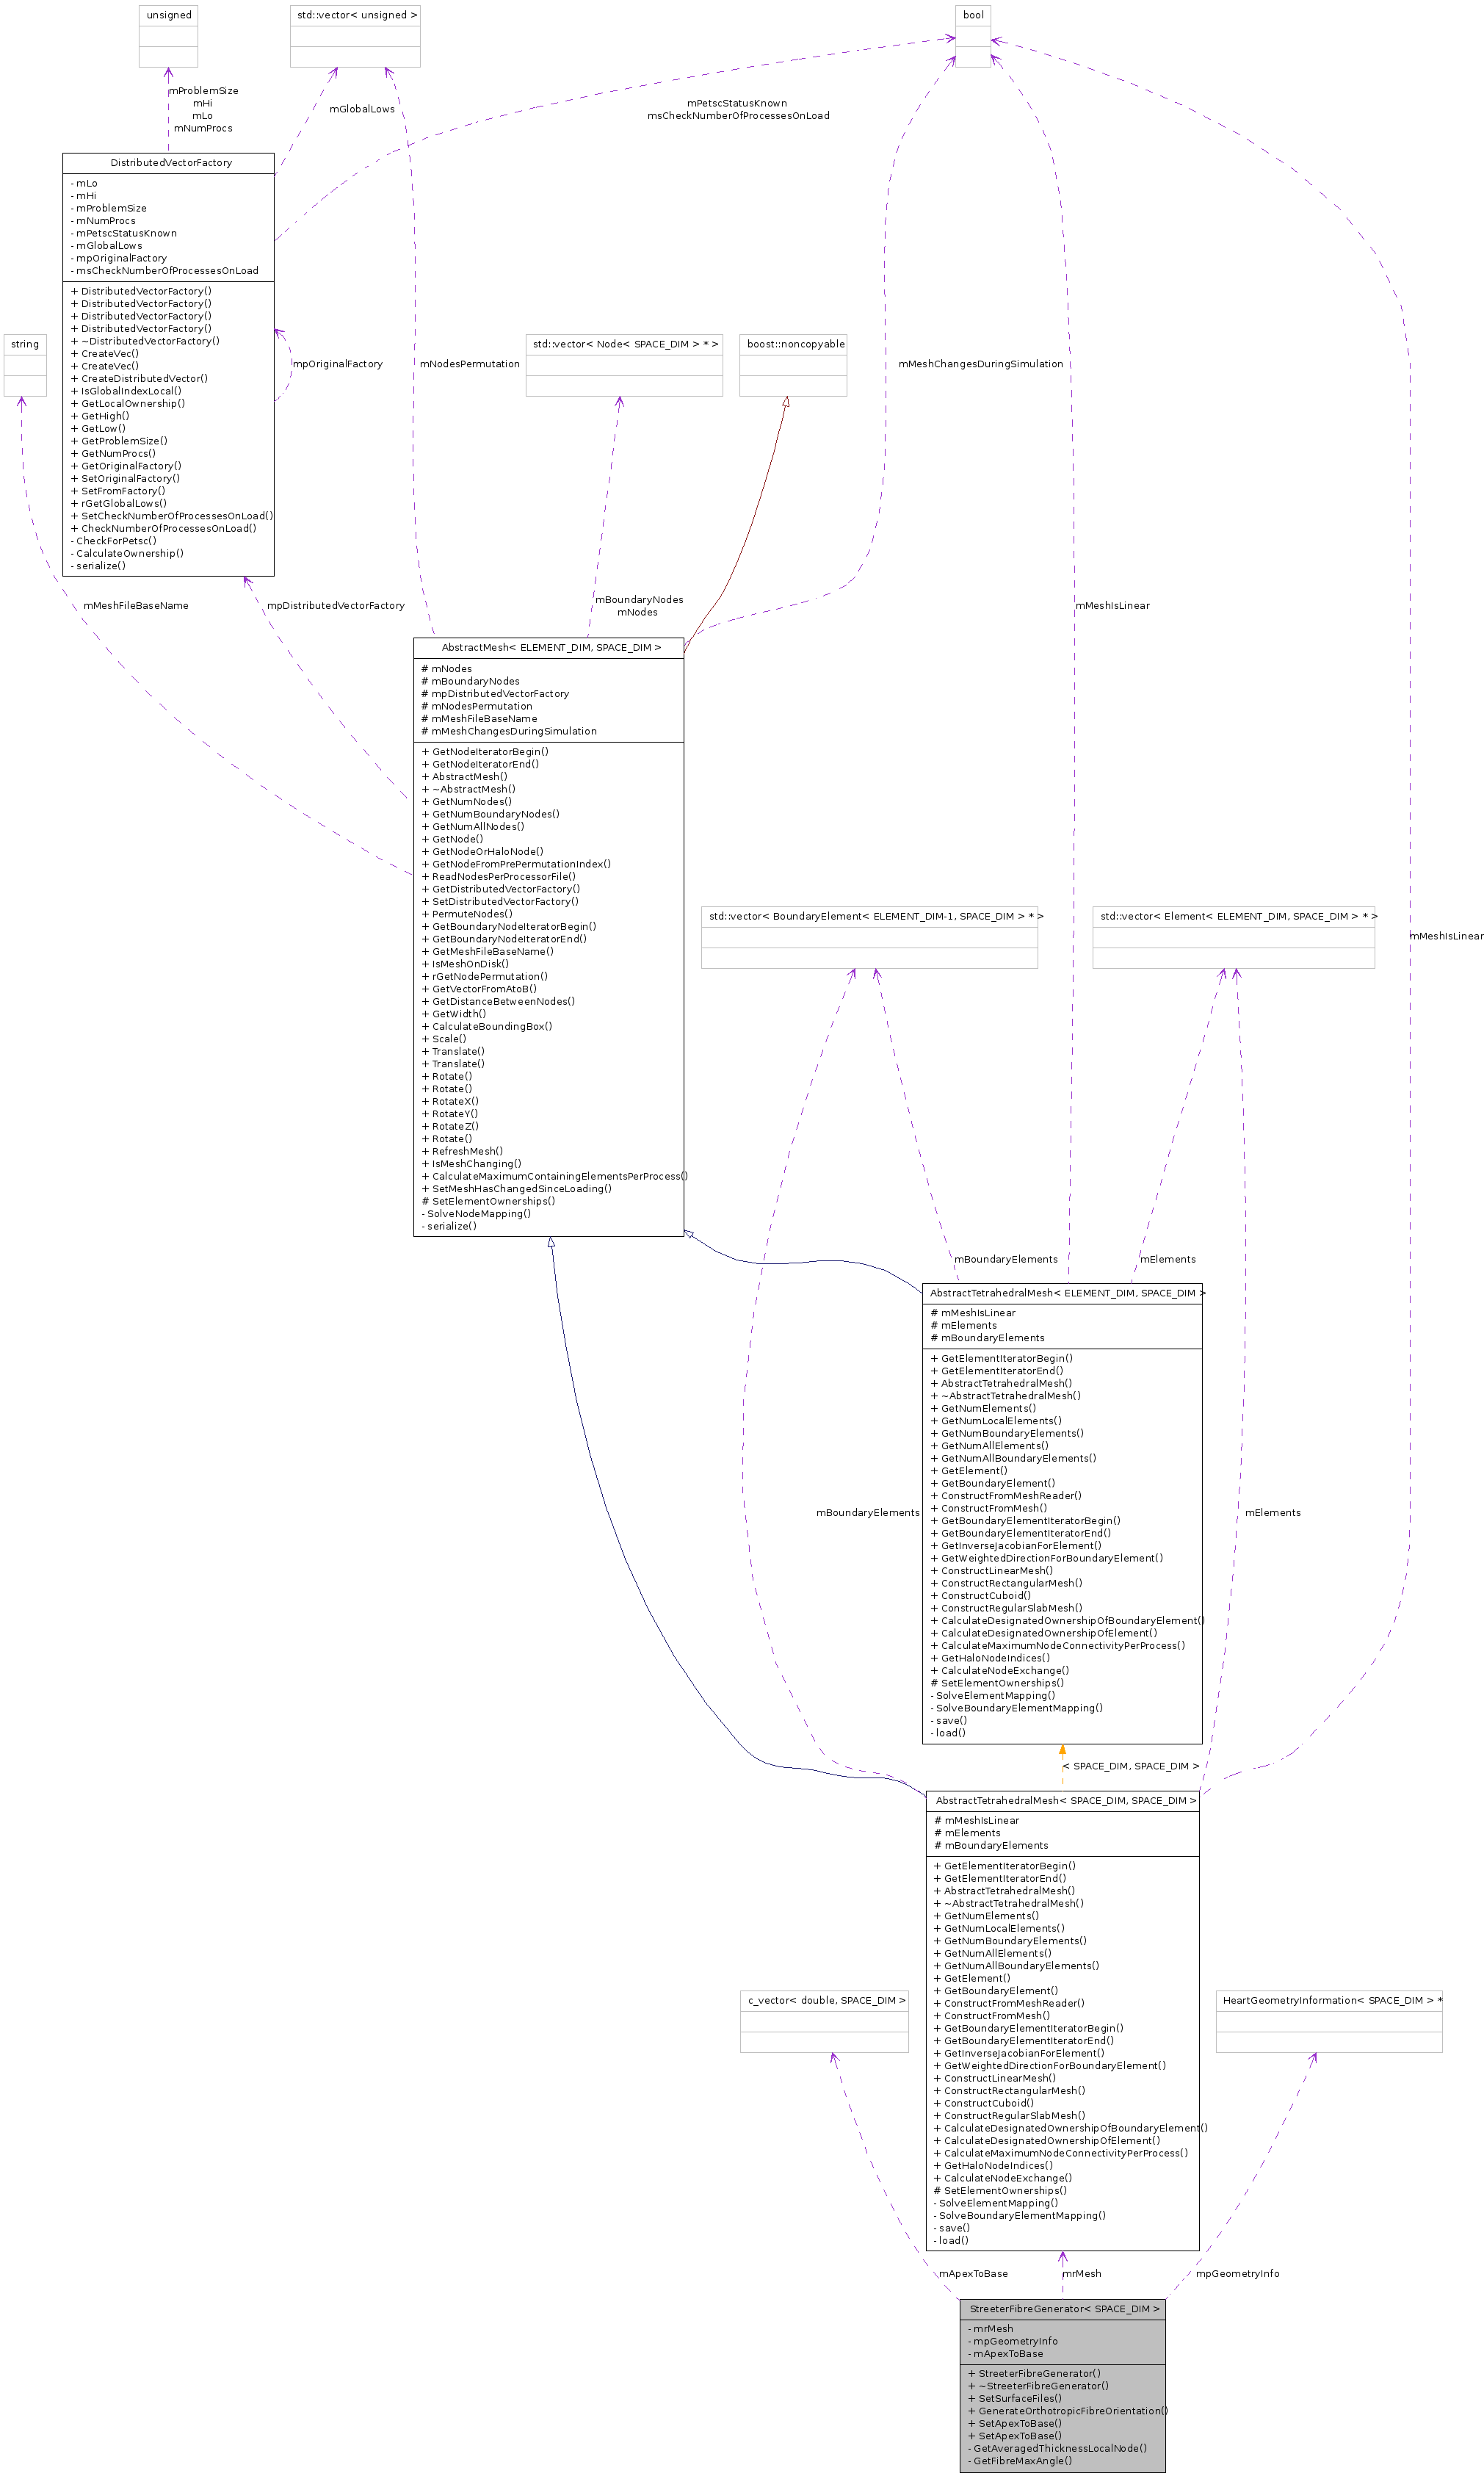 unsigned
std::vector< unsigned >
bool
mProblemSize
mHi
mLo
mNumProcs
mGlobalLows
mPetscStatusKnown
msCheckNumberOfProcessesOnLoad
DistributedVectorFactory
- mLo
- mHi
- mProblemSize
- mNumProcs
- mPetscStatusKnown
- mGlobalLows
- mpOriginalFactory
- msCheckNumberOfProcessesOnLoad
+ DistributedVectorFactory()
+ DistributedVectorFactory()
+ DistributedVectorFactory()
+ DistributedVectorFactory()
+ ~DistributedVectorFactory()
+ CreateVec()
+ CreateVec()
+ CreateDistributedVector()
+ IsGlobalIndexLocal()
+ GetLocalOwnership()
+ GetHigh()
+ GetLow()
+ GetProblemSize()
+ GetNumProcs()
+ GetOriginalFactory()
+ SetOriginalFactory()
+ SetFromFactory()
+ rGetGlobalLows()
+ SetCheckNumberOfProcessesOnLoad()
+ CheckNumberOfProcessesOnLoad()
- CheckForPetsc()
- CalculateOwnership()
- serialize()
string
std::vector< Node< SPACE_DIM > * >
boost::noncopyable
mpOriginalFactory
mNodesPermutation
mMeshChangesDuringSimulation
mMeshFileBaseName
mpDistributedVectorFactory
mBoundaryNodes
mNodes
mMeshIsLinear
AbstractMesh< ELEMENT_DIM, SPACE_DIM >
# mNodes
# mBoundaryNodes
# mpDistributedVectorFactory
# mNodesPermutation
# mMeshFileBaseName
# mMeshChangesDuringSimulation
+ GetNodeIteratorBegin()
+ GetNodeIteratorEnd()
+ AbstractMesh()
+ ~AbstractMesh()
+ GetNumNodes()
+ GetNumBoundaryNodes()
+ GetNumAllNodes()
+ GetNode()
+ GetNodeOrHaloNode()
+ GetNodeFromPrePermutationIndex()
+ ReadNodesPerProcessorFile()
+ GetDistributedVectorFactory()
+ SetDistributedVectorFactory()
+ PermuteNodes()
+ GetBoundaryNodeIteratorBegin()
+ GetBoundaryNodeIteratorEnd()
+ GetMeshFileBaseName()
+ IsMeshOnDisk()
+ rGetNodePermutation()
+ GetVectorFromAtoB()
+ GetDistanceBetweenNodes()
+ GetWidth()
+ CalculateBoundingBox()
+ Scale()
+ Translate()
+ Translate()
+ Rotate()
+ Rotate()
+ RotateX()
+ RotateY()
+ RotateZ()
+ Rotate()
+ RefreshMesh()
+ IsMeshChanging()
+ CalculateMaximumContainingElementsPerProcess()
+ SetMeshHasChangedSinceLoading()
# SetElementOwnerships()
- SolveNodeMapping()
- serialize()
std::vector< BoundaryElement< ELEMENT_DIM-1, SPACE_DIM > * >
std::vector< Element< ELEMENT_DIM, SPACE_DIM > * >
mMeshIsLinear
mBoundaryElements
mElements
AbstractTetrahedralMesh< ELEMENT_DIM, SPACE_DIM >
# mMeshIsLinear
# mElements
# mBoundaryElements
+ GetElementIteratorBegin()
+ GetElementIteratorEnd()
+ AbstractTetrahedralMesh()
+ ~AbstractTetrahedralMesh()
+ GetNumElements()
+ GetNumLocalElements()
+ GetNumBoundaryElements()
+ GetNumAllElements()
+ GetNumAllBoundaryElements()
+ GetElement()
+ GetBoundaryElement()
+ ConstructFromMeshReader()
+ ConstructFromMesh()
+ GetBoundaryElementIteratorBegin()
+ GetBoundaryElementIteratorEnd()
+ GetInverseJacobianForElement()
+ GetWeightedDirectionForBoundaryElement()
+ ConstructLinearMesh()
+ ConstructRectangularMesh()
+ ConstructCuboid()
+ ConstructRegularSlabMesh()
+ CalculateDesignatedOwnershipOfBoundaryElement()
+ CalculateDesignatedOwnershipOfElement()
+ CalculateMaximumNodeConnectivityPerProcess()
+ GetHaloNodeIndices()
+ CalculateNodeExchange()
# SetElementOwnerships()
- SolveElementMapping()
- SolveBoundaryElementMapping()
- save()
- load()
mBoundaryElements
mElements
< SPACE_DIM, SPACE_DIM >
AbstractTetrahedralMesh< SPACE_DIM, SPACE_DIM >
# mMeshIsLinear
# mElements
# mBoundaryElements
+ GetElementIteratorBegin()
+ GetElementIteratorEnd()
+ AbstractTetrahedralMesh()
+ ~AbstractTetrahedralMesh()
+ GetNumElements()
+ GetNumLocalElements()
+ GetNumBoundaryElements()
+ GetNumAllElements()
+ GetNumAllBoundaryElements()
+ GetElement()
+ GetBoundaryElement()
+ ConstructFromMeshReader()
+ ConstructFromMesh()
+ GetBoundaryElementIteratorBegin()
+ GetBoundaryElementIteratorEnd()
+ GetInverseJacobianForElement()
+ GetWeightedDirectionForBoundaryElement()
+ ConstructLinearMesh()
+ ConstructRectangularMesh()
+ ConstructCuboid()
+ ConstructRegularSlabMesh()
+ CalculateDesignatedOwnershipOfBoundaryElement()
+ CalculateDesignatedOwnershipOfElement()
+ CalculateMaximumNodeConnectivityPerProcess()
+ GetHaloNodeIndices()
+ CalculateNodeExchange()
# SetElementOwnerships()
- SolveElementMapping()
- SolveBoundaryElementMapping()
- save()
- load()
c_vector< double, SPACE_DIM >
HeartGeometryInformation< SPACE_DIM > *
mApexToBase
mrMesh
mpGeometryInfo
StreeterFibreGenerator< SPACE_DIM >
- mrMesh
- mpGeometryInfo
- mApexToBase
+ StreeterFibreGenerator()
+ ~StreeterFibreGenerator()
+ SetSurfaceFiles()
+ GenerateOrthotropicFibreOrientation()
+ SetApexToBase()
+ SetApexToBase()
- GetAveragedThicknessLocalNode()
- GetFibreMaxAngle()